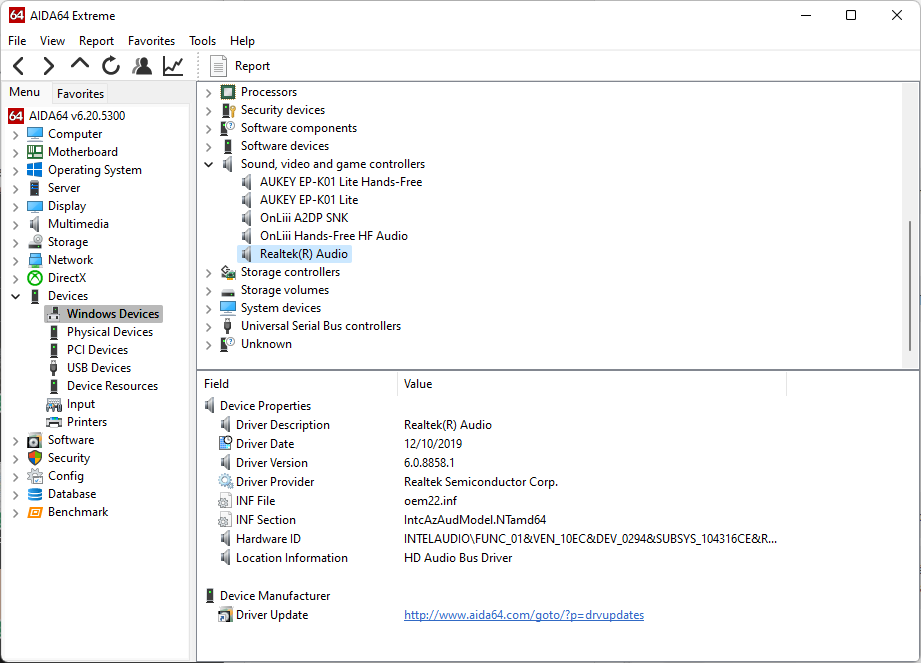 64 AIDA64 Extreme
File View Report Favorites Tools Help
Report
Menu Favorites
64 AIDA64 v6.20.5300
Computer
Motherboard
Operating System
Server
Display
Multimedia
Storage
Network
DirectX
Devices
Windows Devices
Physical Devices
PCI Devices
USB Devices
Device Resources
Input
Printers
Software
Security
Config
Database
Benchmark
Processors
Security devices
Software components
Software devices
Sound, video and game controllers
AUKEY EP-K01 Lite Hands-Free
AUKEY EP-K01 Lite
OnLiii A2DP SNK
OnLiii Hands-Free HF Audio
Realtek(R) Audio
Storage controllers
Storage volumes
System devices
Universal Serial Bus controllers
Unknown
Field Value
Device Properties
Driver Description Realtek(R) Audio
Driver Date 12/10/2019
Driver Version 6.0.8858.1
Driver Provider Realtek Semiconductor Corp.
INF File oem22.inf
INF Section IntcAzAudModel.NTamd64
Hardware ID INTELAUDIO\FUNC_01&VEN_10EC&DEV_0294&SUBSYS_104316CE&R...
Location Information HD Audio Bus Driver
Device Manufacturer
Driver Update http://www.aida64.com/goto/?p=drvupdates